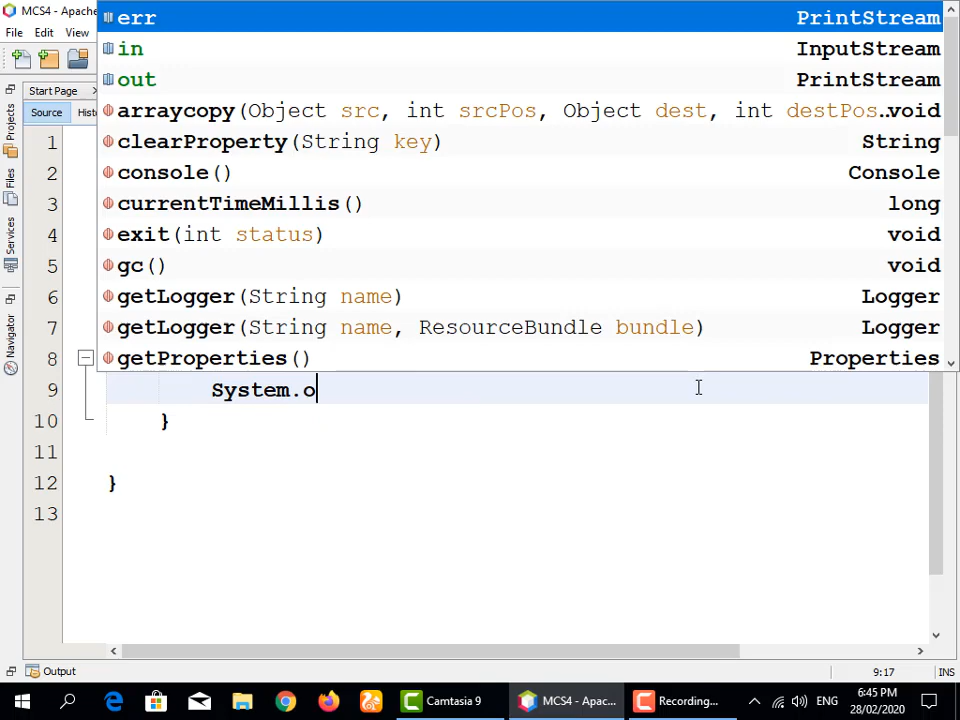 MCS4 - Apa
File Edit View
Start Page
Source Hist
Projects
Files
Services
Navigator
err PrintStream
in InputStream
out PrintStream
arraycopy(Object src, int srcPos, Object dest, int destPos… void
clearProperty(String key) String
console() Console
currentTimeMillis() long
exit(int status) void
gc() void
getLogger(String name) Logger
getLogger(String name, ResourceBundle bundle) Logger
getProperties() Properties
1
2
3
4
5
6
7
8
9 System.o
10 }
11
12 }
13
Output 9:17 INS
Camtasia 9 MCS4 - Apac... Recording... ENG 6:45 PM
28/02/2020